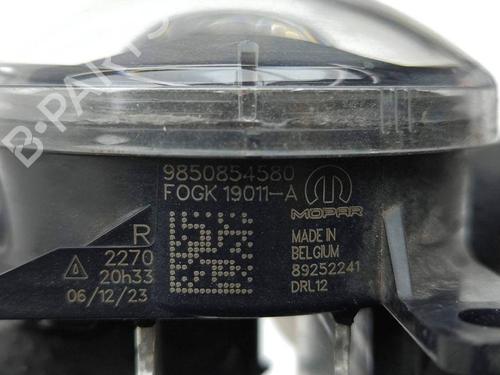 B-PARTS
9850854580
FOGK 19011-A
MOPAR
R
2270
20h33
06/12/23
MADE IN
BELGIUM
89252241
DRL12